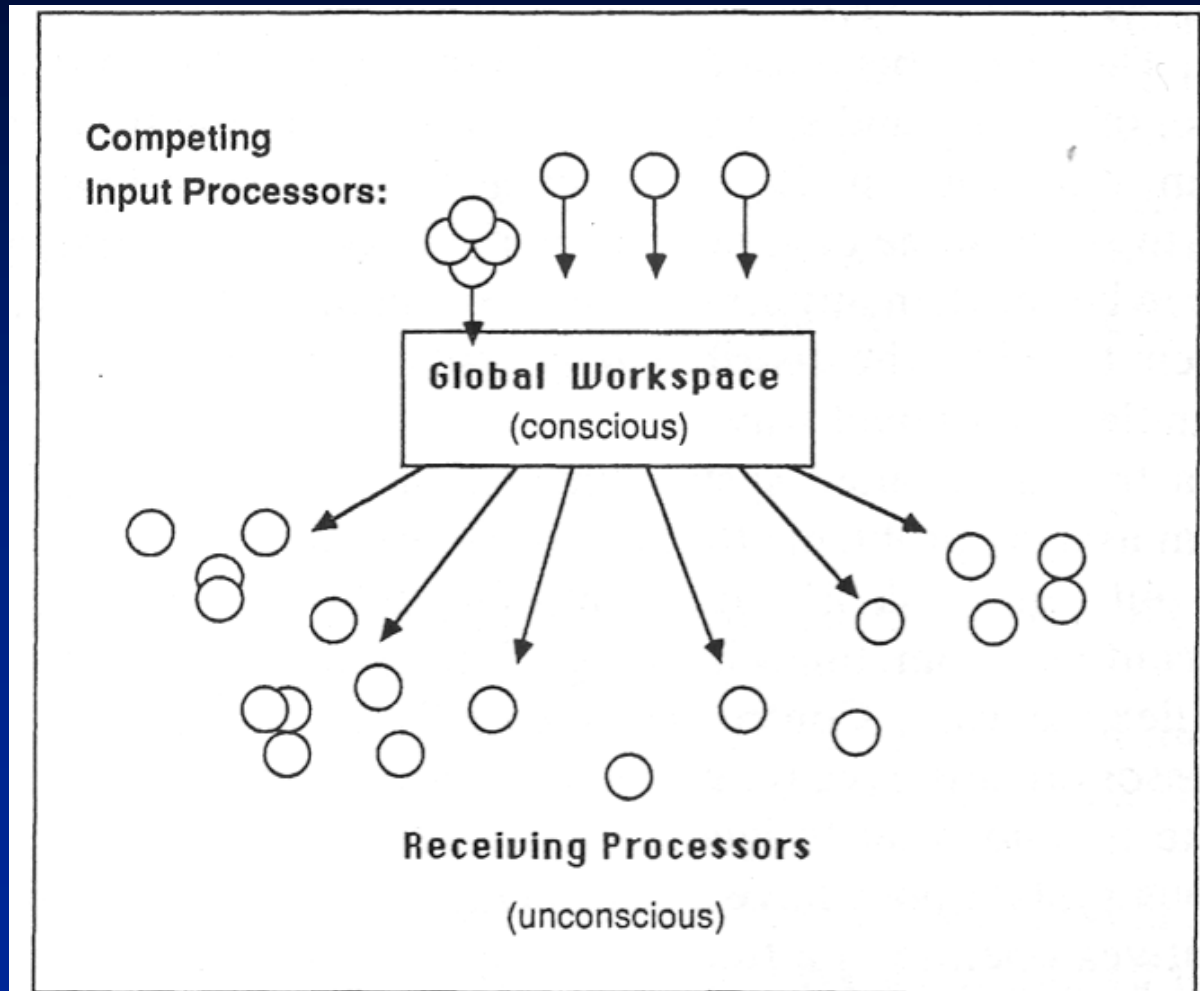 Competing
Input Processors:
Global Workspace
(conscious)
Receiving Processors
(unconscious)